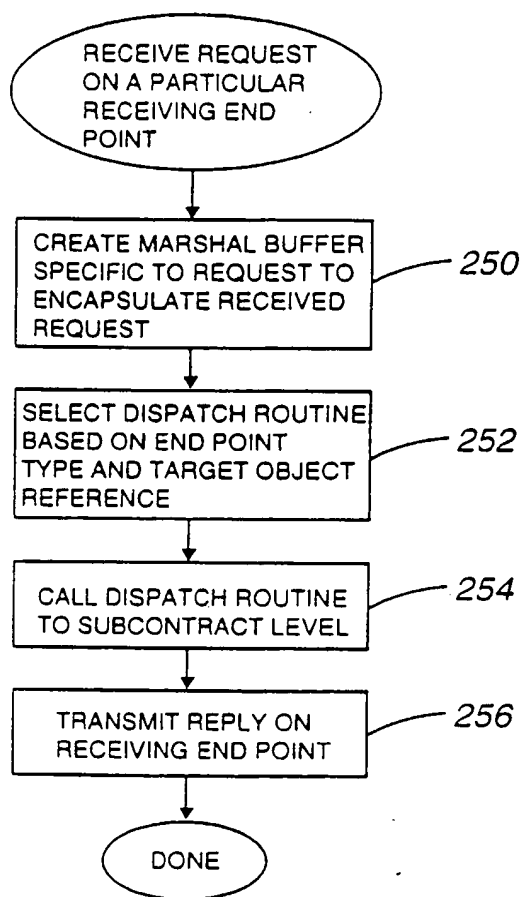 RECEIVE REQUEST
ON A PARTICULAR
RECEIVING END
POINT
CREATE MARSHAL BUFFER
SPECIFIC TO REQUEST TO
ENCAPSULATE RECEIVED
REQUEST
250
SELECT DISPATCH ROUTINE
BASED ON END POINT
TYPE AND TARGET OBJECT
REFERENCE
252
CALL DISPATCH ROUTINE
TO SUBCONTRACT LEVEL
254
TRANSMIT REPLY ON
RECEIVING END POINT
256
DONE